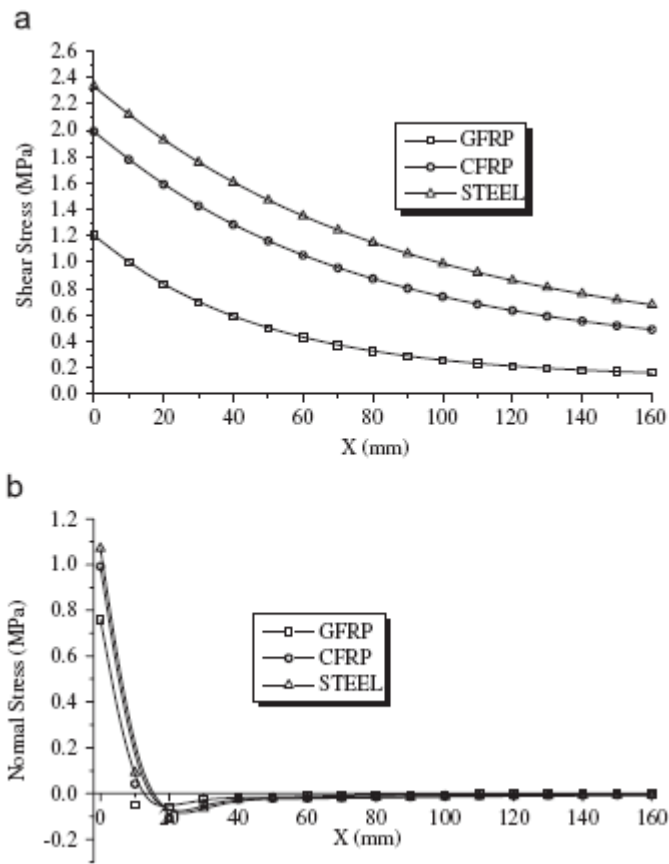 a
2.6
2.4
2.2
2.0
1.8
1.6
1.4
1.2
1.0
0.8
0.6
0.4
0.2
0.0
Shear Stress (MPa)
GFRP
CFRP
STEEL
0 20 40 60 80 100 120 140 160
X (mm)
b
1.2
1.0
0.8
0.6
0.4
0.2
0.0
-0.2
Normal Stress (MPa)
GFRP
CFRP
STEEL
0 20 40 60 80 100 120 140 160
X (mm)